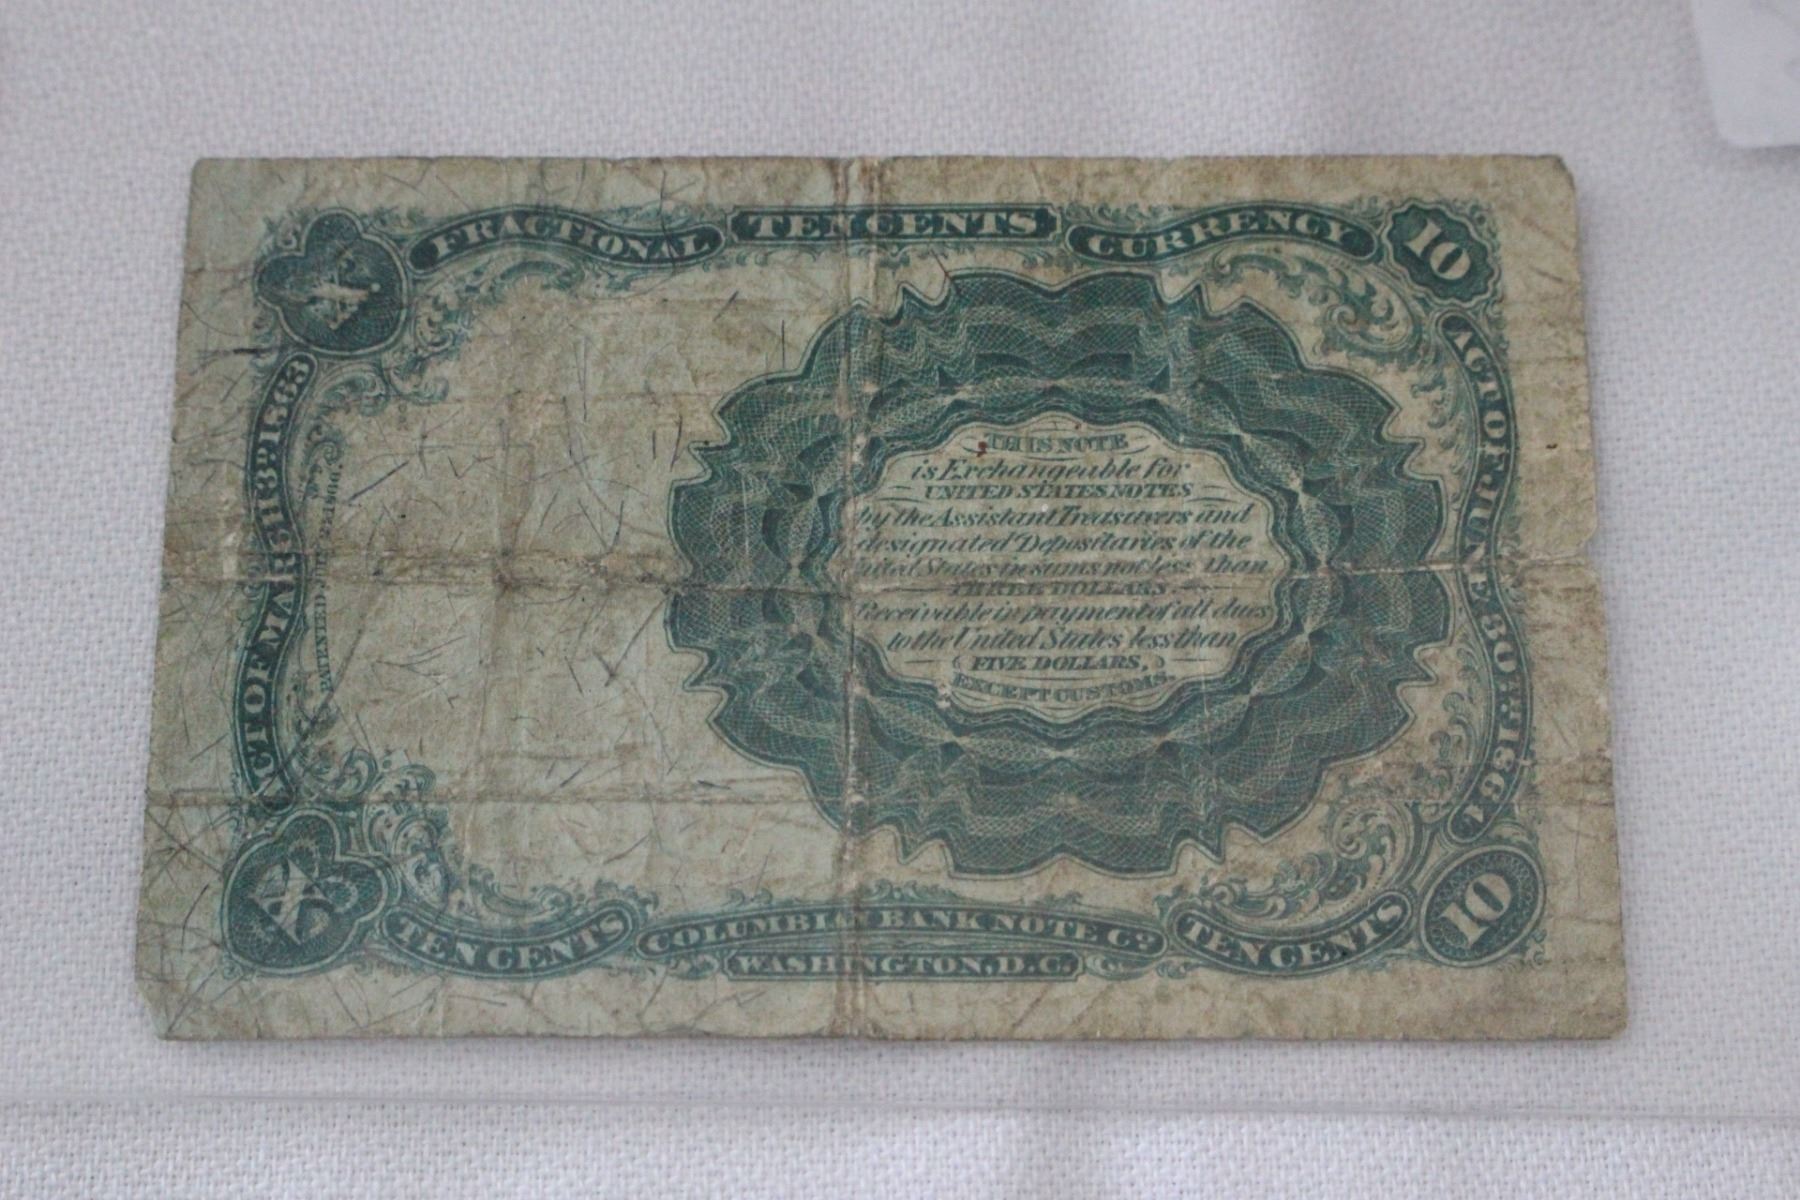 FRACTIONAL TEN CENTS CURRENCY
X
10
ACT OF MARCH 3D 1863
ACT OF JUNE 30TH 1864
THIS NOTE
is Exchangeable for
UNITED STATES NOTES
by the Assistant Treasurers and
designated Depositaries of the
United States in sums not less than
THREE DOLLARS.
Receivable in payment of all dues
to the United States less than
FIVE DOLLARS,
EXCEPT CUSTOMS.
X
10
TEN CENTS
COLUMBIAN BANK NOTE CO.
WASHINGTON, D.C.
TEN CENTS